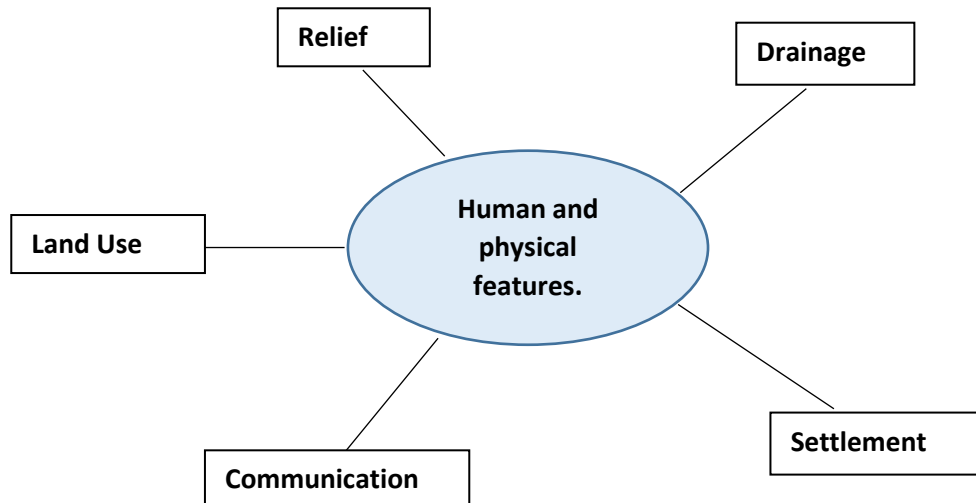 Relief
Drainage
Human and
physical
features.
Land Use
Settlement
Communication